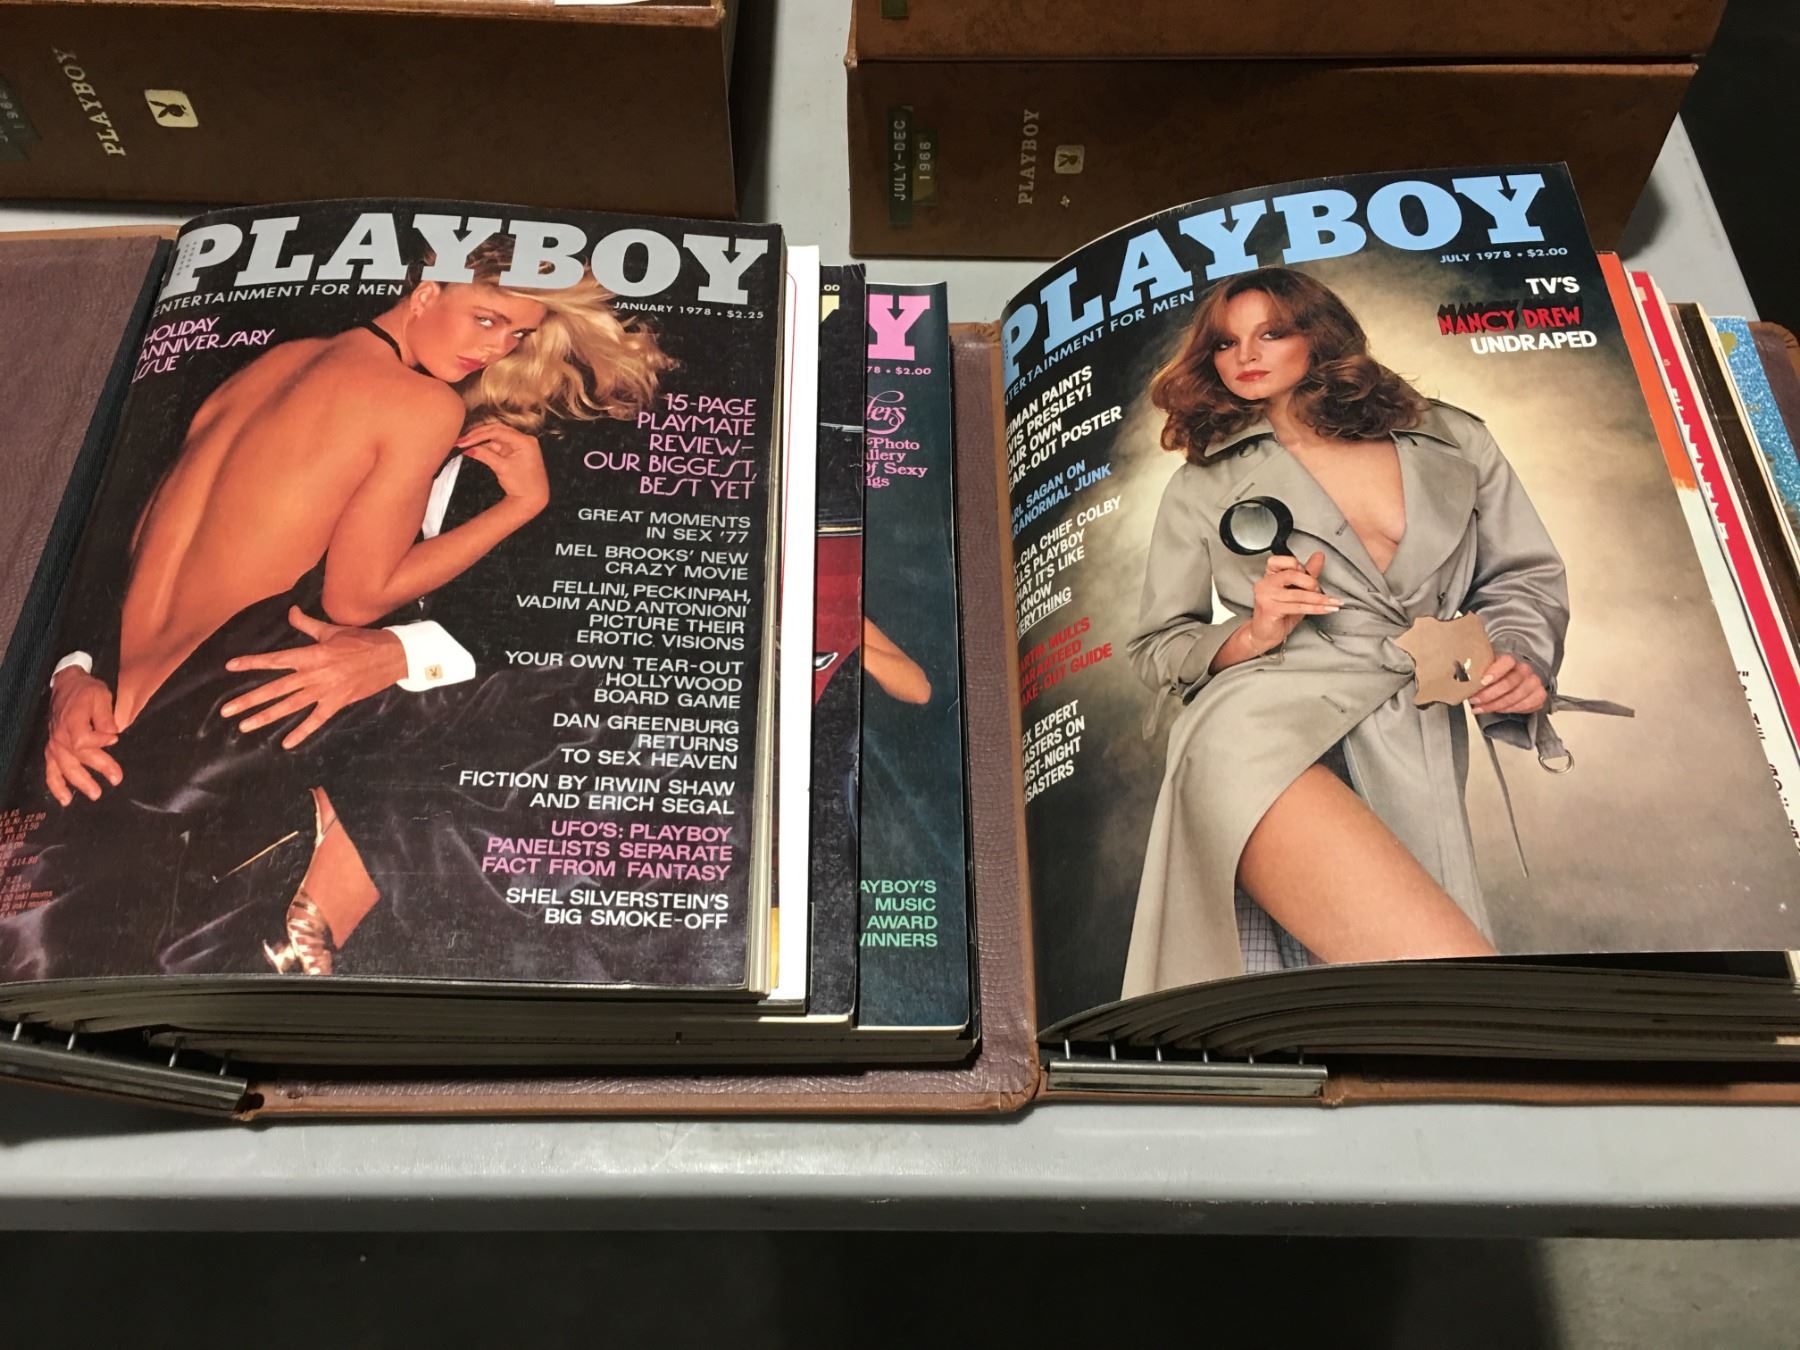 PLAYBOY
PLAYBOY
JULY-DEC
1966
PLAYBOY
ENTERTAINMENT FOR MEN
JANUARY 1978 • $2.25
HOLIDAY
ANNIVERSARY
ISSUE
15-PAGE
PLAYMATE
REVIEW–
OUR BIGGEST,
BEST YET
GREAT MOMENTS
IN SEX '77
MEL BROOKS' NEW
CRAZY MOVIE
FELLINI, PECKINPAH,
VADIM AND ANTONIONI
PICTURE THEIR
EROTIC VISIONS
YOUR OWN TEAR-OUT
HOLLYWOOD
BOARD GAME
DAN GREENBURG
RETURNS
TO SEX HEAVEN
FICTION BY IRWIN SHAW
AND ERICH SEGAL
UFO'S: PLAYBOY
PANELISTS SEPARATE
FACT FROM FANTASY
SHEL SILVERSTEIN'S
BIG SMOKE-OFF
Y
78 • $2.00
Photo
Of Sexy
AYBOY'S
MUSIC
AWARD
INNERS
PLAYBOY
ENTERTAINMENT FOR MEN
JULY 1978 • $2.00
TV'S
NANCY DREW
UNDRAPED
EIMAN PAINTS
VIS PRESLEY!
OUR OWN
EAR-OUT POSTER
RL SAGAN ON
RANORMAL JUNK
X-CIA CHIEF COLBY
LLS PLAYBOY
HAT IT'S LIKE
O KNOW
VERYTHING
ARTIN MULL'S
UARANTEED
AKE-OUT GUIDE
EX EXPERT
ASTERS ON
RST-NIGHT
ISASTERS